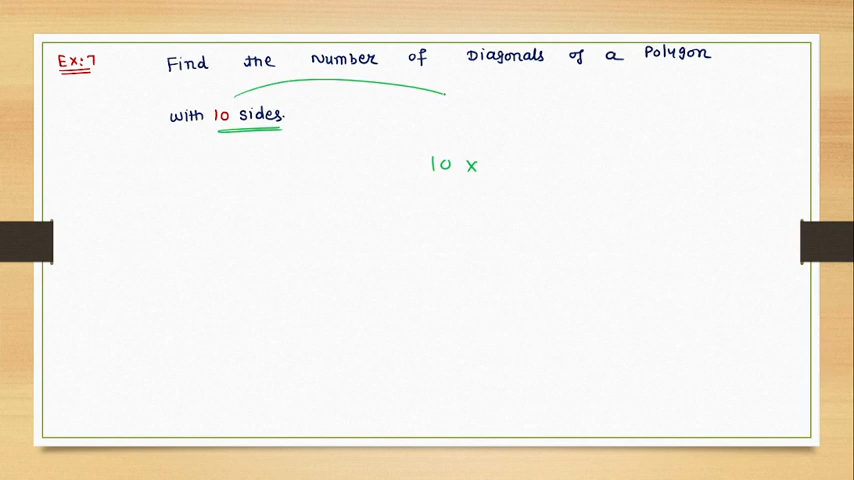 Ex:7 Find the Number of Diagonals of a Polygon
with 10 sides.
10 x